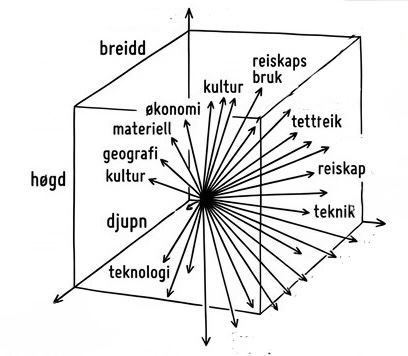 breidd
reiskaps
bruk
kultur
økonomi
materiell
tettreik
geografi
kultur
reiskap
høgd
djupn
teknik
teknologi